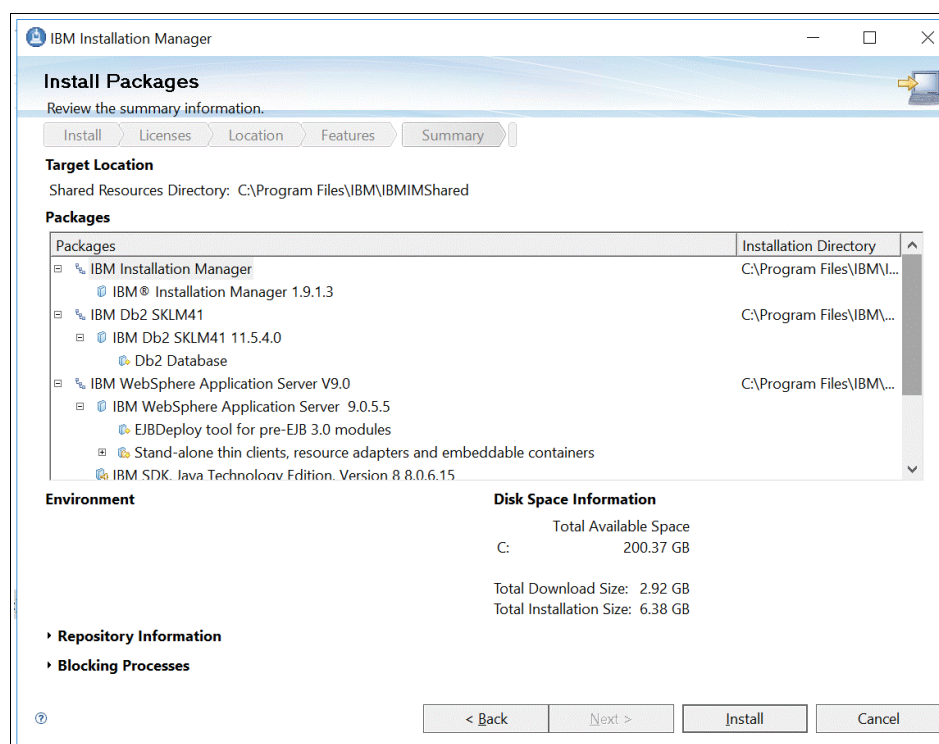 IBM Installation Manager
Install Packages
Review the summary information.
Install Licenses Location Features Summary
Target Location
Shared Resources Directory: C:\Program Files\IBM\IBMIMShared
Packages
Packages Installation Directory
IBM Installation Manager C:\Program Files\IBM\I...
IBM® Installation Manager 1.9.1.3
IBM Db2 SKLM41 C:\Program Files\IBM\...
IBM Db2 SKLM41 11.5.4.0
Db2 Database
IBM WebSphere Application Server V9.0 C:\Program Files\IBM\...
IBM WebSphere Application Server 9.0.5.5
EJBDeploy tool for pre-EJB 3.0 modules
Stand-alone thin clients, resource adapters and embeddable containers
IBM SDK, Java Technology Edition, Version 8 8.0.6.15
Environment Disk Space Information
Total Available Space
C: 200.37 GB
Total Download Size: 2.92 GB
Total Installation Size: 6.38 GB
Repository Information
Blocking Processes
? < Back Next > Install Cancel